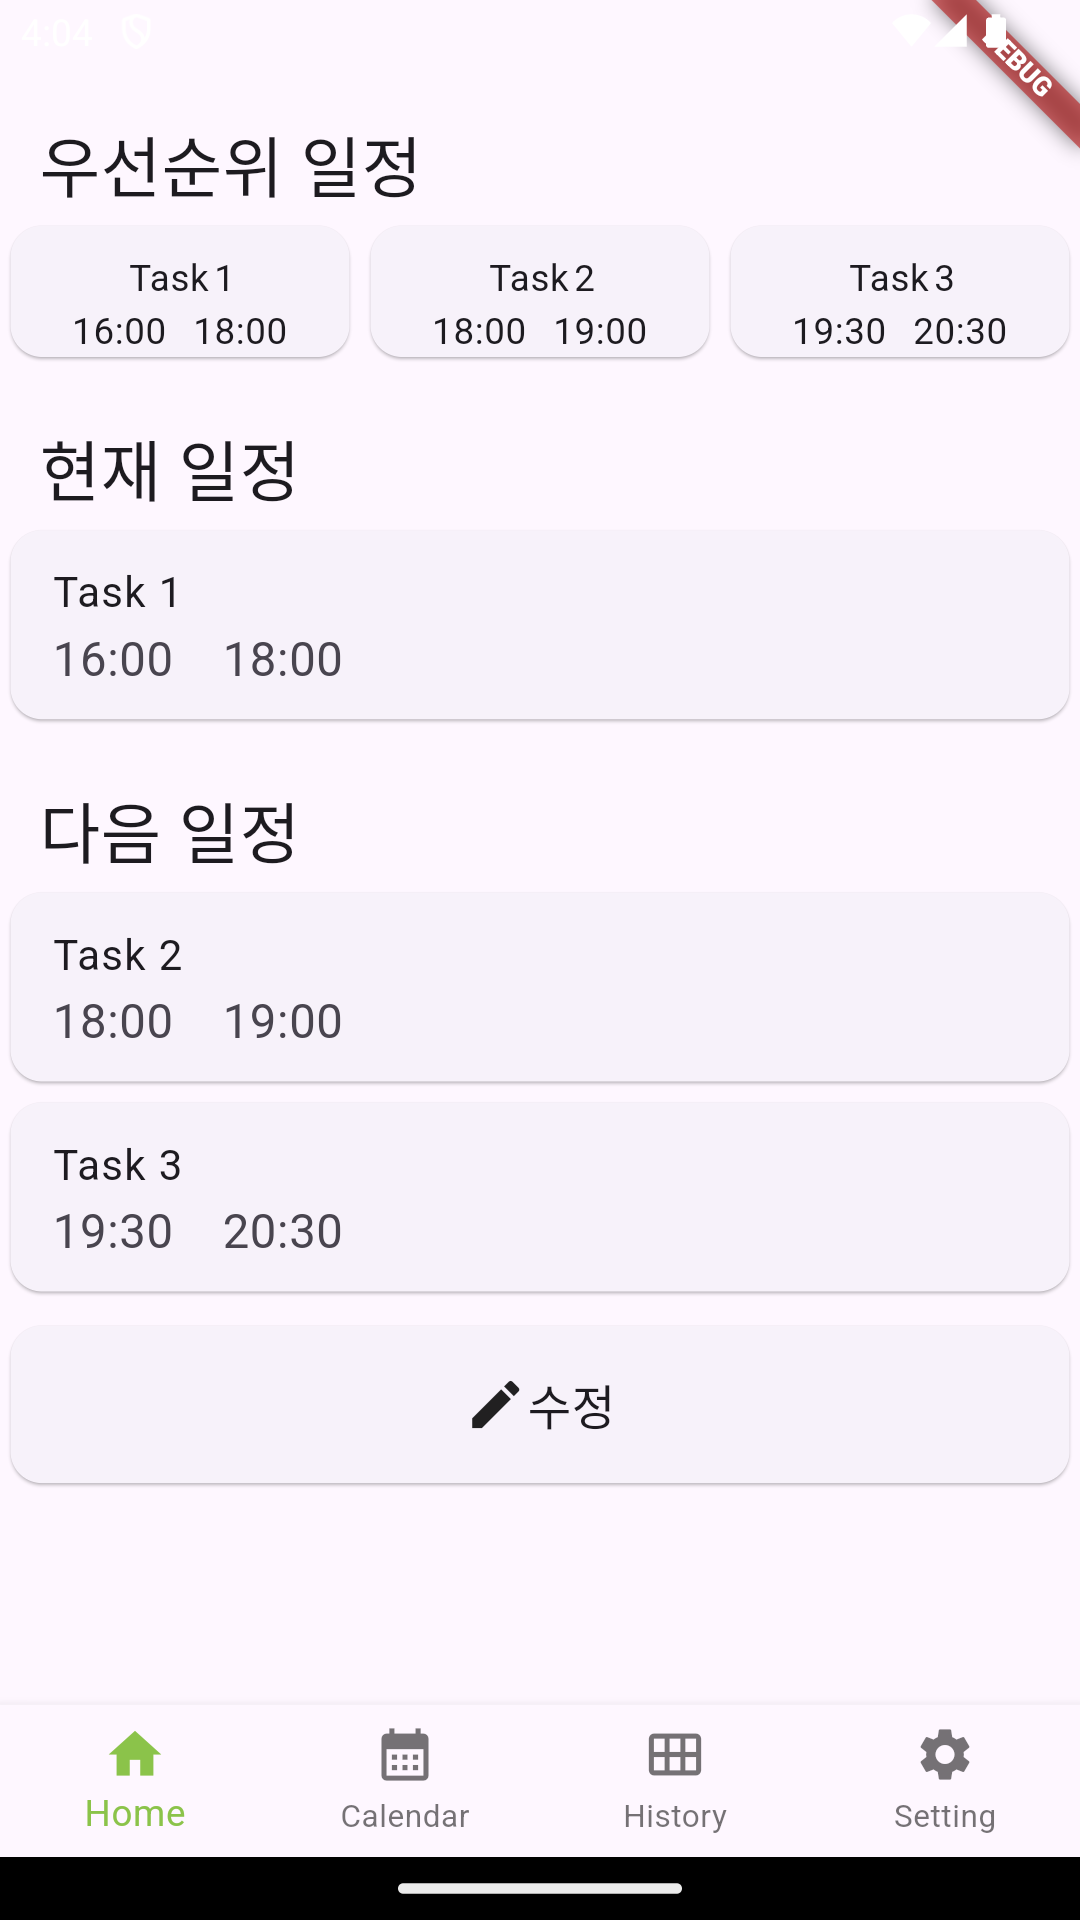 4:04
우선순위 일정
Task 1 Task 2 Task 3
16:00 18:00 18:00 19:00 19:30 20:30
현재 일정
Task 1
16:00 18:00
다음 일정
Task 2
18:00 19:00
Task 3
19:30 20:30
수정
Home Calendar History Setting